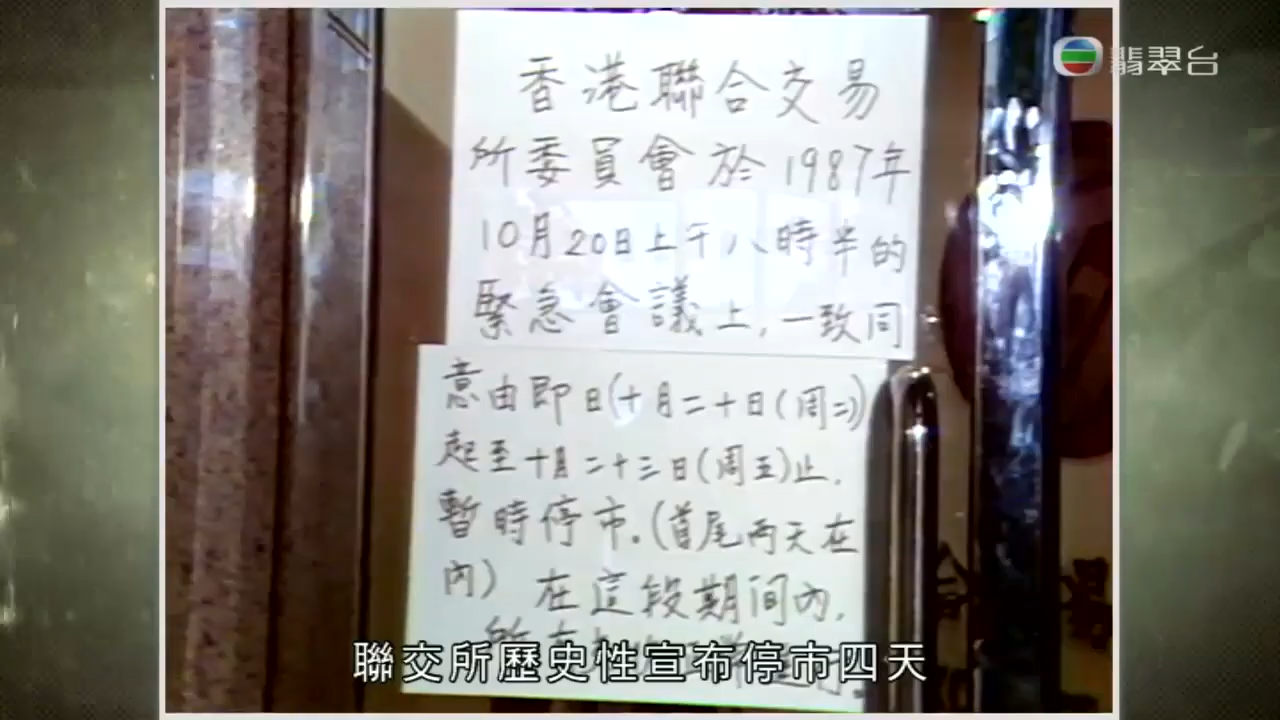 翡翠台
香港聯合交易
所委員會於1987年
10月20日上午八時半的
緊急會議上,一致同
意由即日(十月二十日(周二)
起至十月二十三日(周五)止.
暫時停市。(首尾兩天在
內) 在這段期间內,
所有
聯交所歷史性宣布停市四天